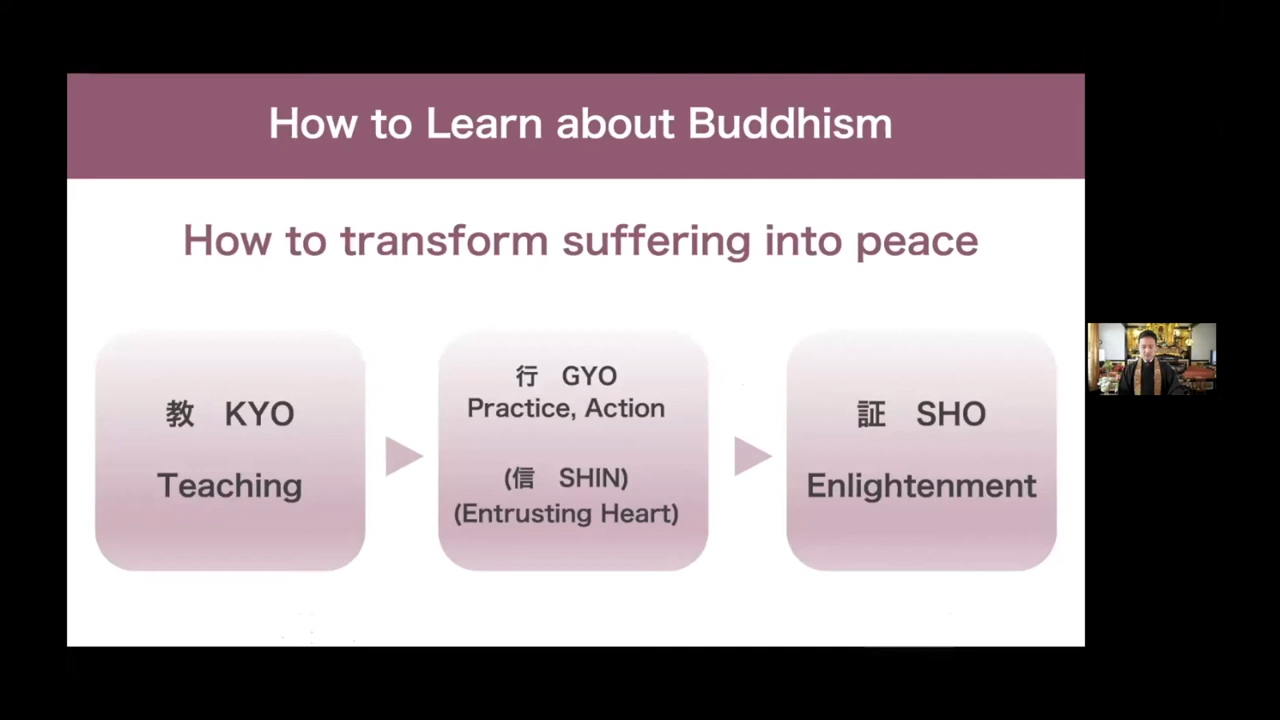 How to Learn about Buddhism
How to transform suffering into peace
教　KYO
Teaching
行　GYO
Practice, Action
(信　SHIN)
(Entrusting Heart)
証　SHO
Enlightenment